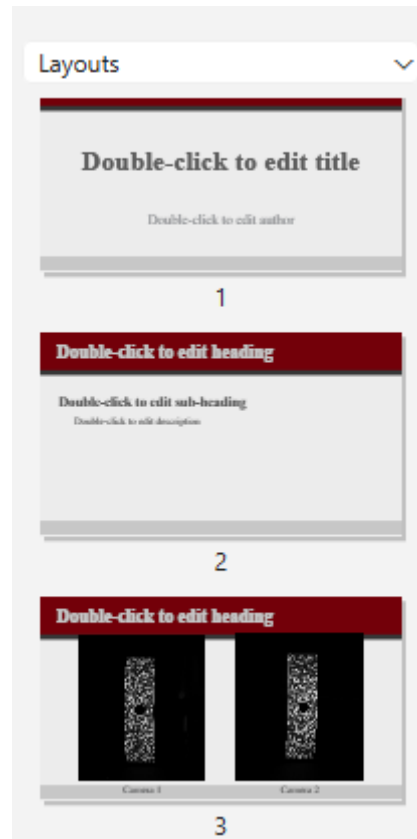 Layouts
Double-click to edit title
Double-click to edit author
1
Double-click to edit heading
Double-click to edit sub-heading
Double-click to edit description
2
Double-click to edit heading
Camera 1
Camera 2
3